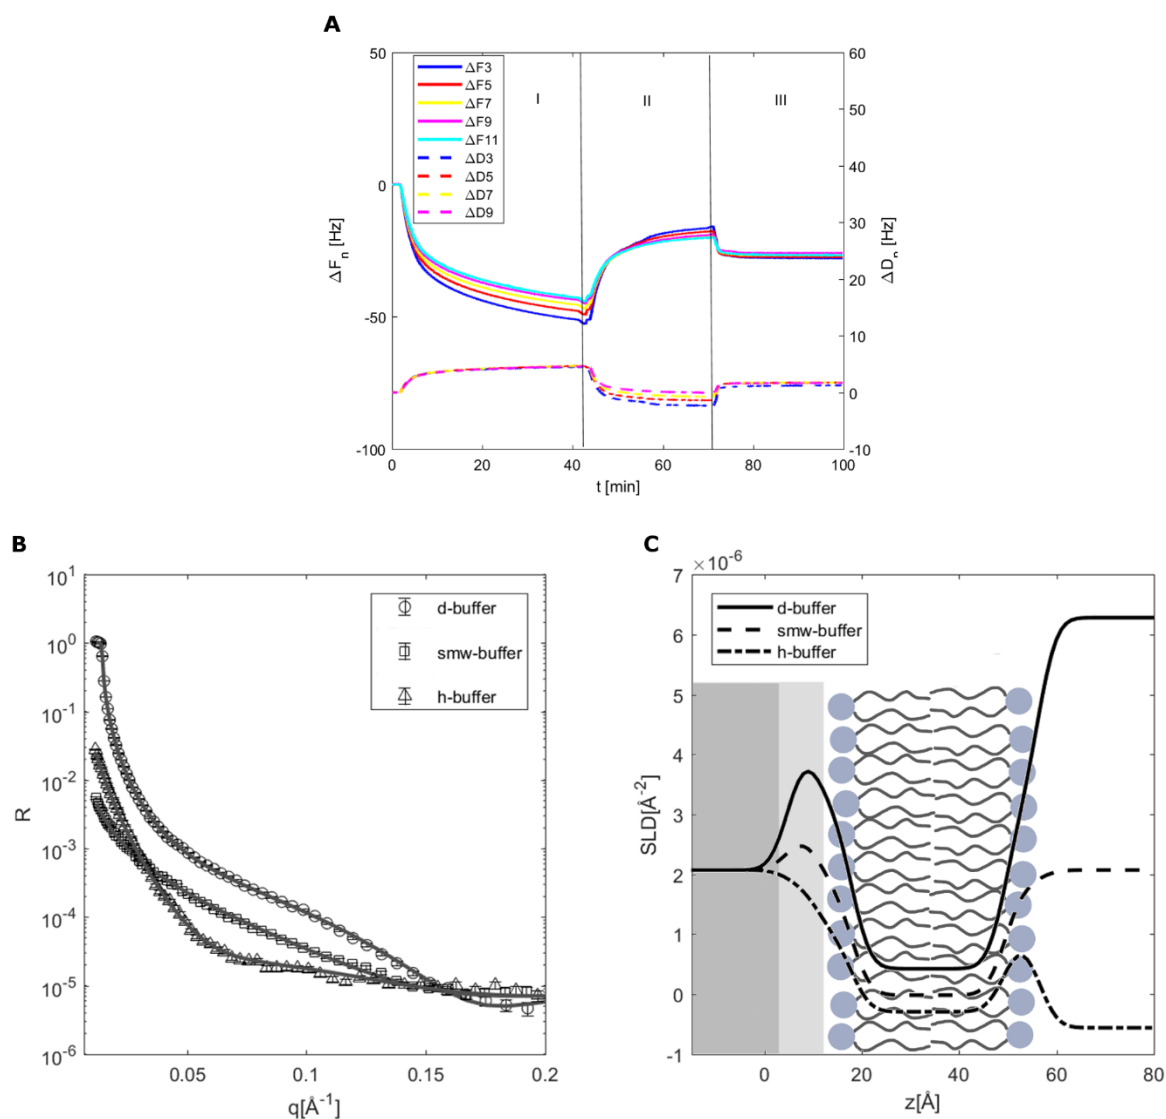 A
50
60
ΔF3
ΔF5
ΔF7
ΔF9
ΔF11
ΔD3
ΔD5
ΔD7
ΔD9
I
II
III
50
40
0
30
20
-50
10
0
-100
-10
ΔFn [Hz]
ΔDn [Hz]
0
20
40
60
80
100
t [min]
B
10^1
10^0
10^-1
10^-2
10^-3
10^-4
10^-5
10^-6
R
d-buffer
smw-buffer
h-buffer
0.05
0.1
0.15
0.2
q[Å^-1]
C
×10^-6
7
6
5
4
3
2
1
0
-1
SLD[Å^-2]
d-buffer
smw-buffer
h-buffer
0
20
40
60
80
z[Å]